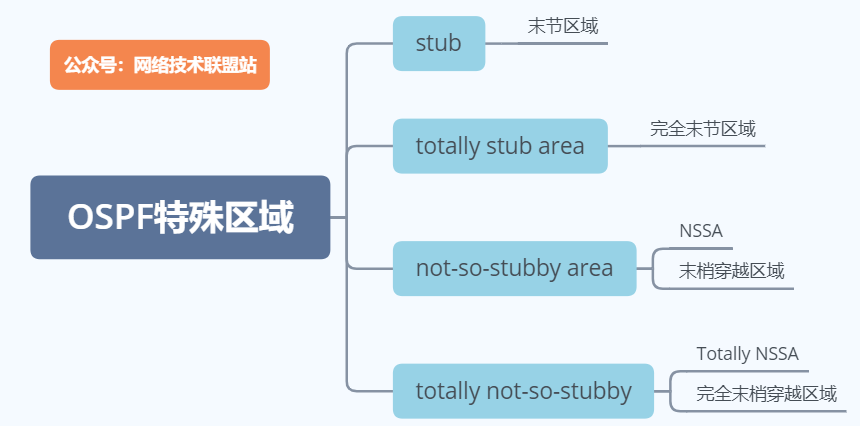 公众号：网络技术联盟站
OSPF特殊区域
stub
末节区域
totally stub area
完全末节区域
not-so-stubby area
NSSA
末梢穿越区域
totally not-so-stubby
Totally NSSA
完全末梢穿越区域